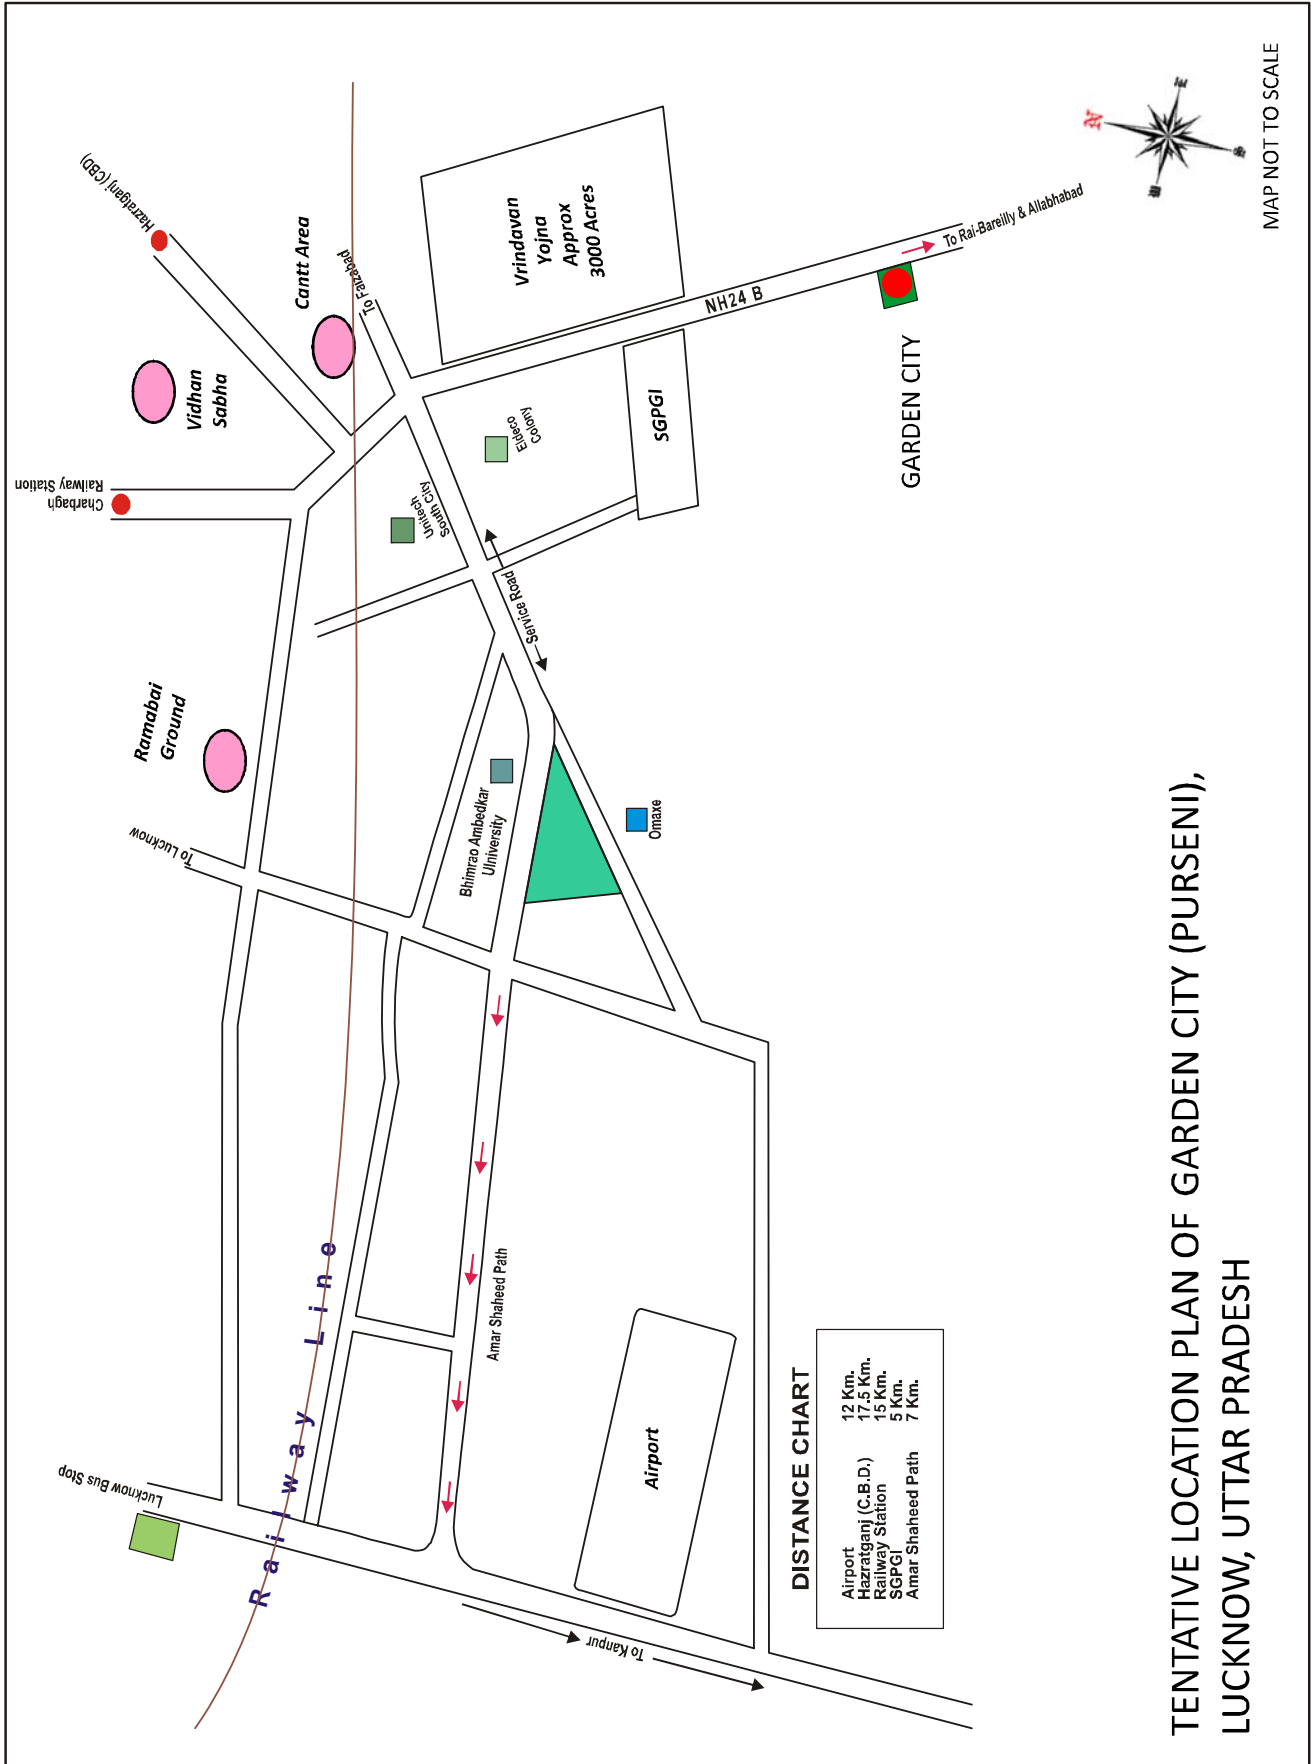 Hazratganj (CBD)
Cantt Area
To Faizabad
Vidhan
Sabha
Charbagh
Railway Station
Vrindavan
Yojna
Approx
3000 Acres
NH24 B
To Rai-Bareilly & Allabhabad
N
E
MAP NOT TO SCALE
GARDEN CITY
SGPGI
Eldeco
Colony
Unitech
South City
Service Road
Ramabai
Ground
To Lucknow
Bhimrao Ambedkar
UIniversity
Omaxe
Railway Line
Amar Shaheed Path
Lucknow Bus Stop
Airport
To Kanpur
DISTANCE CHART
Airport 12 Km.
Hazratganj (C.B.D.) 17.5 Km.
Railway Station 15 Km.
SGPGI 5 Km.
Amar Shaheed Path 7 Km.
TENTATIVE LOCATION PLAN OF GARDEN CITY (PURSENI),
LUCKNOW, UTTAR PRADESH